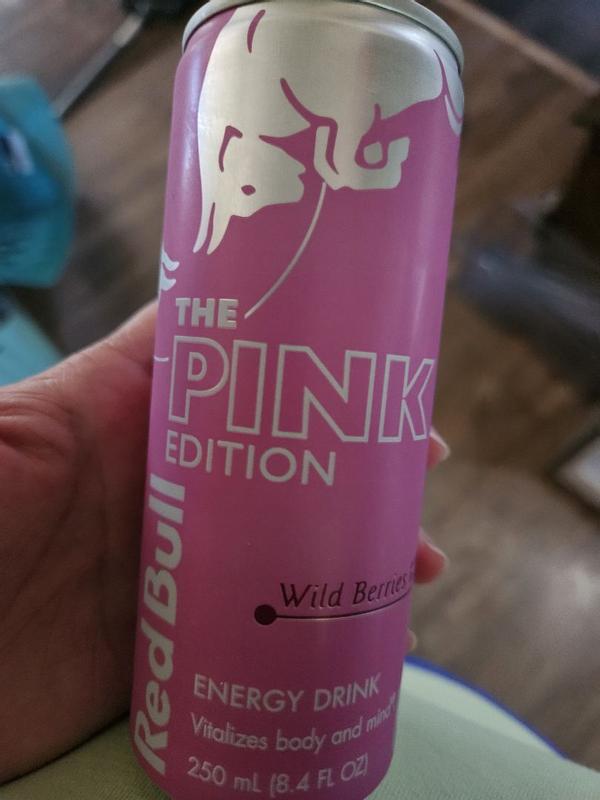 THE
PINK
EDITION
Red Bull
Wild Berries
ENERGY DRINK
Vitalizes body and mind*
250 mL (8.4 FL OZ)